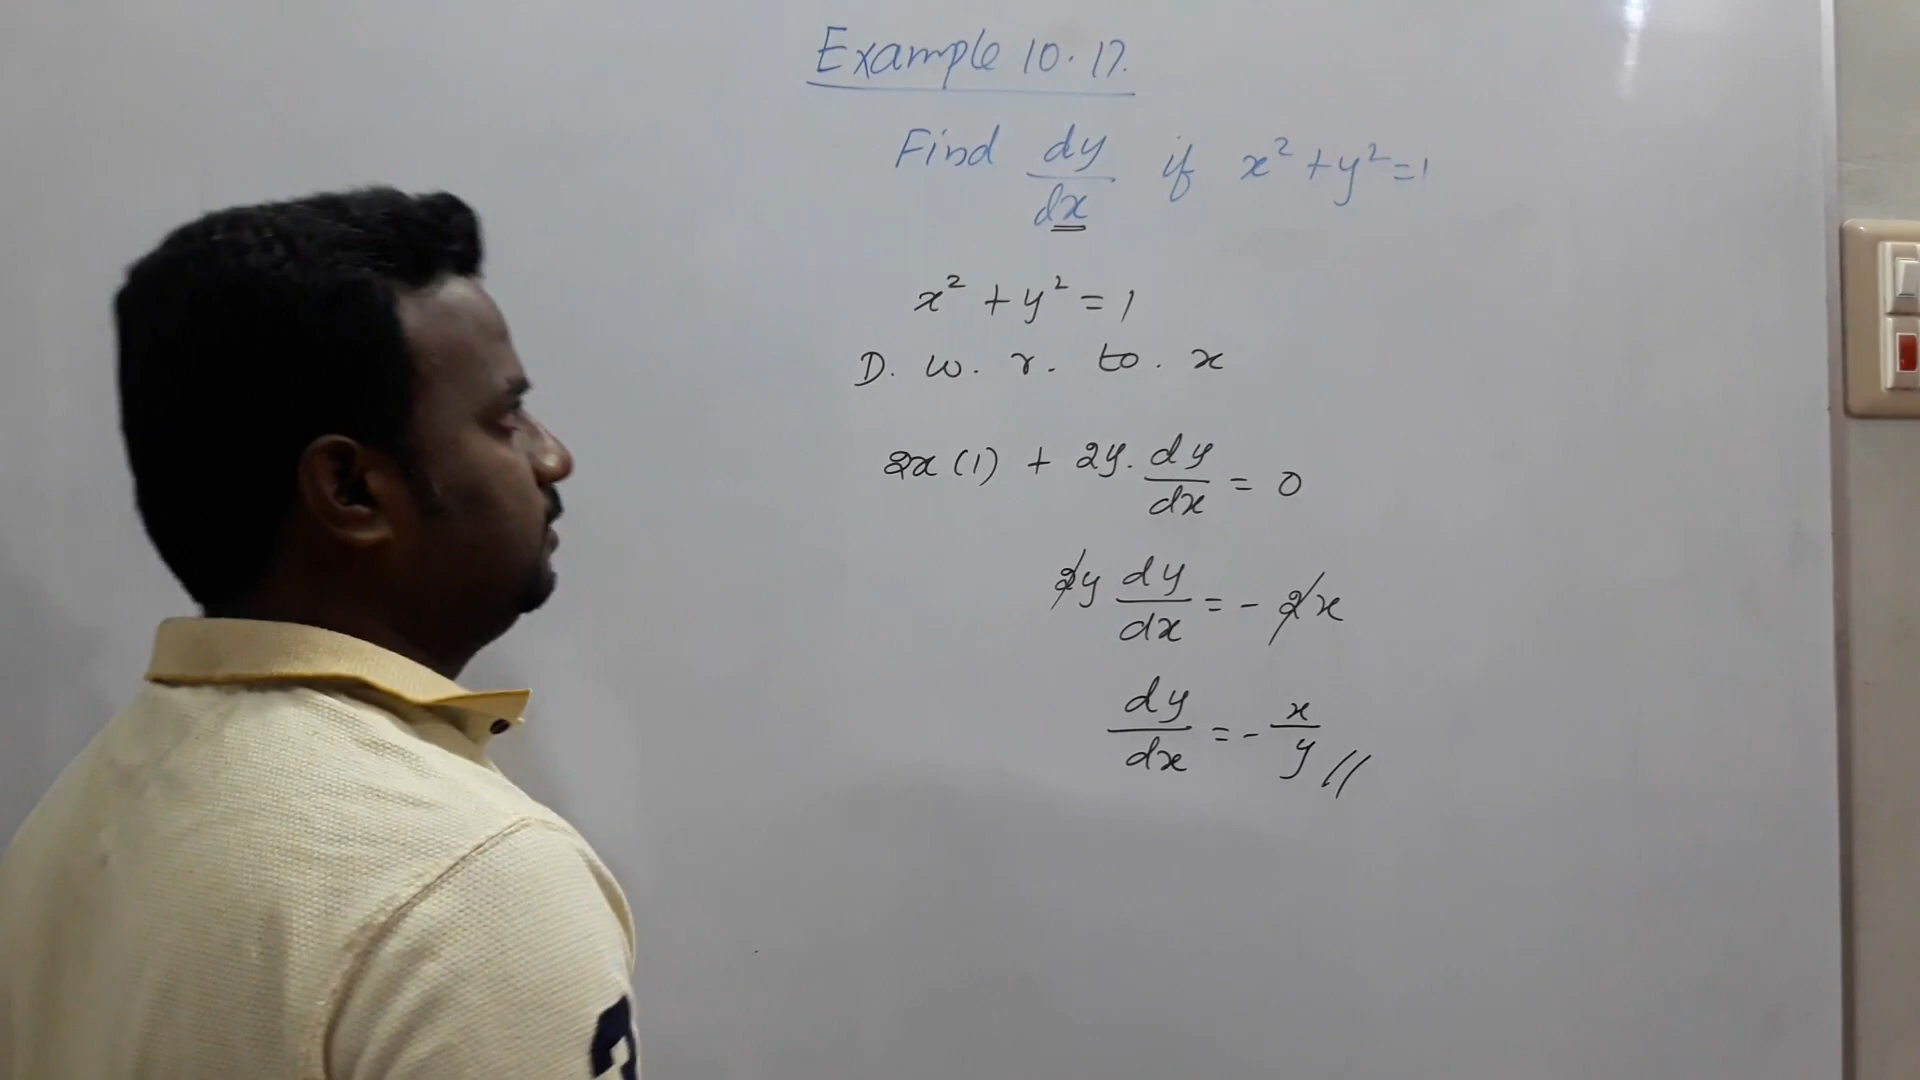 Example 10.17.
Find dy/dx if x²+y²=1
x² + y² = 1
D. w. r. to. x
2x(1) + 2y. dy/dx = 0
2y dy/dx = - 2x
dy/dx = - x/y //